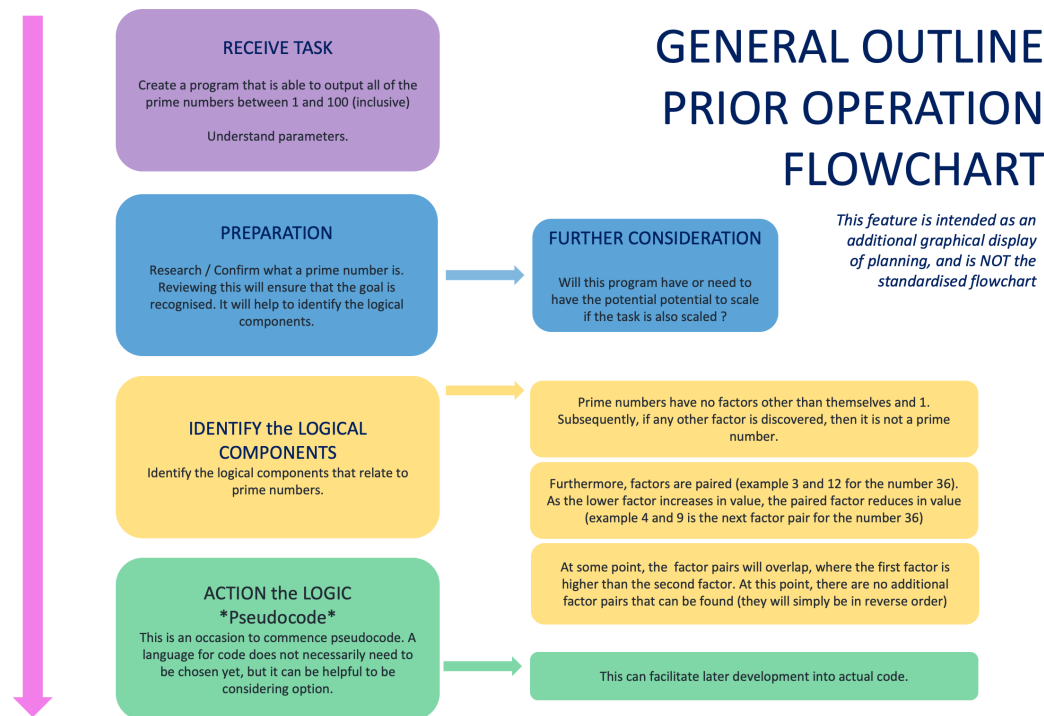 GENERAL OUTLINE
PRIOR OPERATION
FLOWCHART
This feature is intended as an
additional graphical display
of planning, and is NOT the
standardised flowchart
RECEIVE TASK
Create a program that is able to output all of the
prime numbers between 1 and 100 (inclusive)
Understand parameters.
PREPARATION
Research / Confirm what a prime number is.
Reviewing this will ensure that the goal is
recognised. It will help to identify the logical
components.
FURTHER CONSIDERATION
Will this program have or need to
have the potential potential to scale
if the task is also scaled ?
IDENTIFY the LOGICAL
COMPONENTS
Identify the logical components that relate to
prime numbers.
Prime numbers have no factors other than themselves and 1.
Subsequently, if any other factor is discovered, then it is not a prime
number.
Furthermore, factors are paired (example 3 and 12 for the number 36).
As the lower factor increases in value, the paired factor reduces in value
(example 4 and 9 is the next factor pair for the number 36)
At some point, the factor pairs will overlap, where the first factor is
higher than the second factor. At this point, there are no additional
factor pairs that can be found (they will simply be in reverse order)
ACTION the LOGIC
*Pseudocode*
This is an occasion to commence pseudocode. A
language for code does not necessarily need to
be chosen yet, but it can be helpful to be
considering option.
This can facilitate later development into actual code.